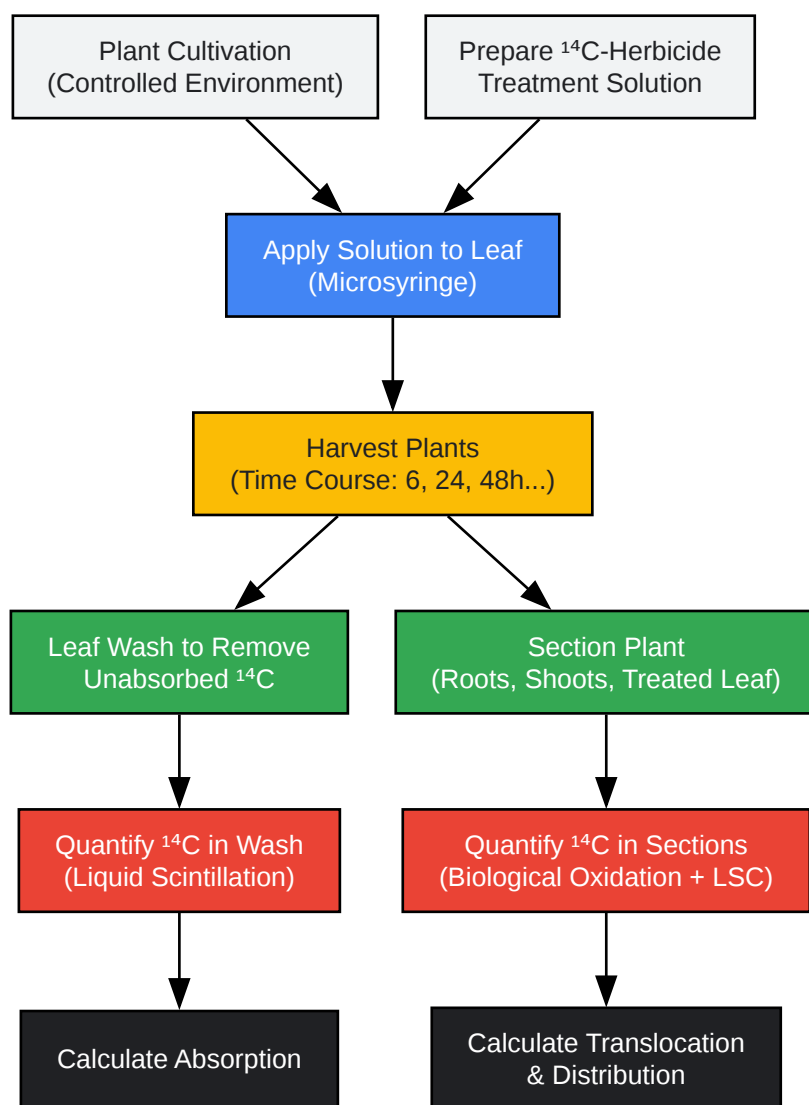 Plant Cultivation
(Controlled Environment)
Prepare ¹⁴C-Herbicide
Treatment Solution
Apply Solution to Leaf
(Microsyringe)
Harvest Plants
(Time Course: 6, 24, 48h...)
Leaf Wash to Remove
Unabsorbed ¹⁴C
Section Plant
(Roots, Shoots, Treated Leaf)
Quantify ¹⁴C in Wash
(Liquid Scintillation)
Quantify ¹⁴C in Sections
(Biological Oxidation + LSC)
Calculate Absorption
Calculate Translocation
& Distribution